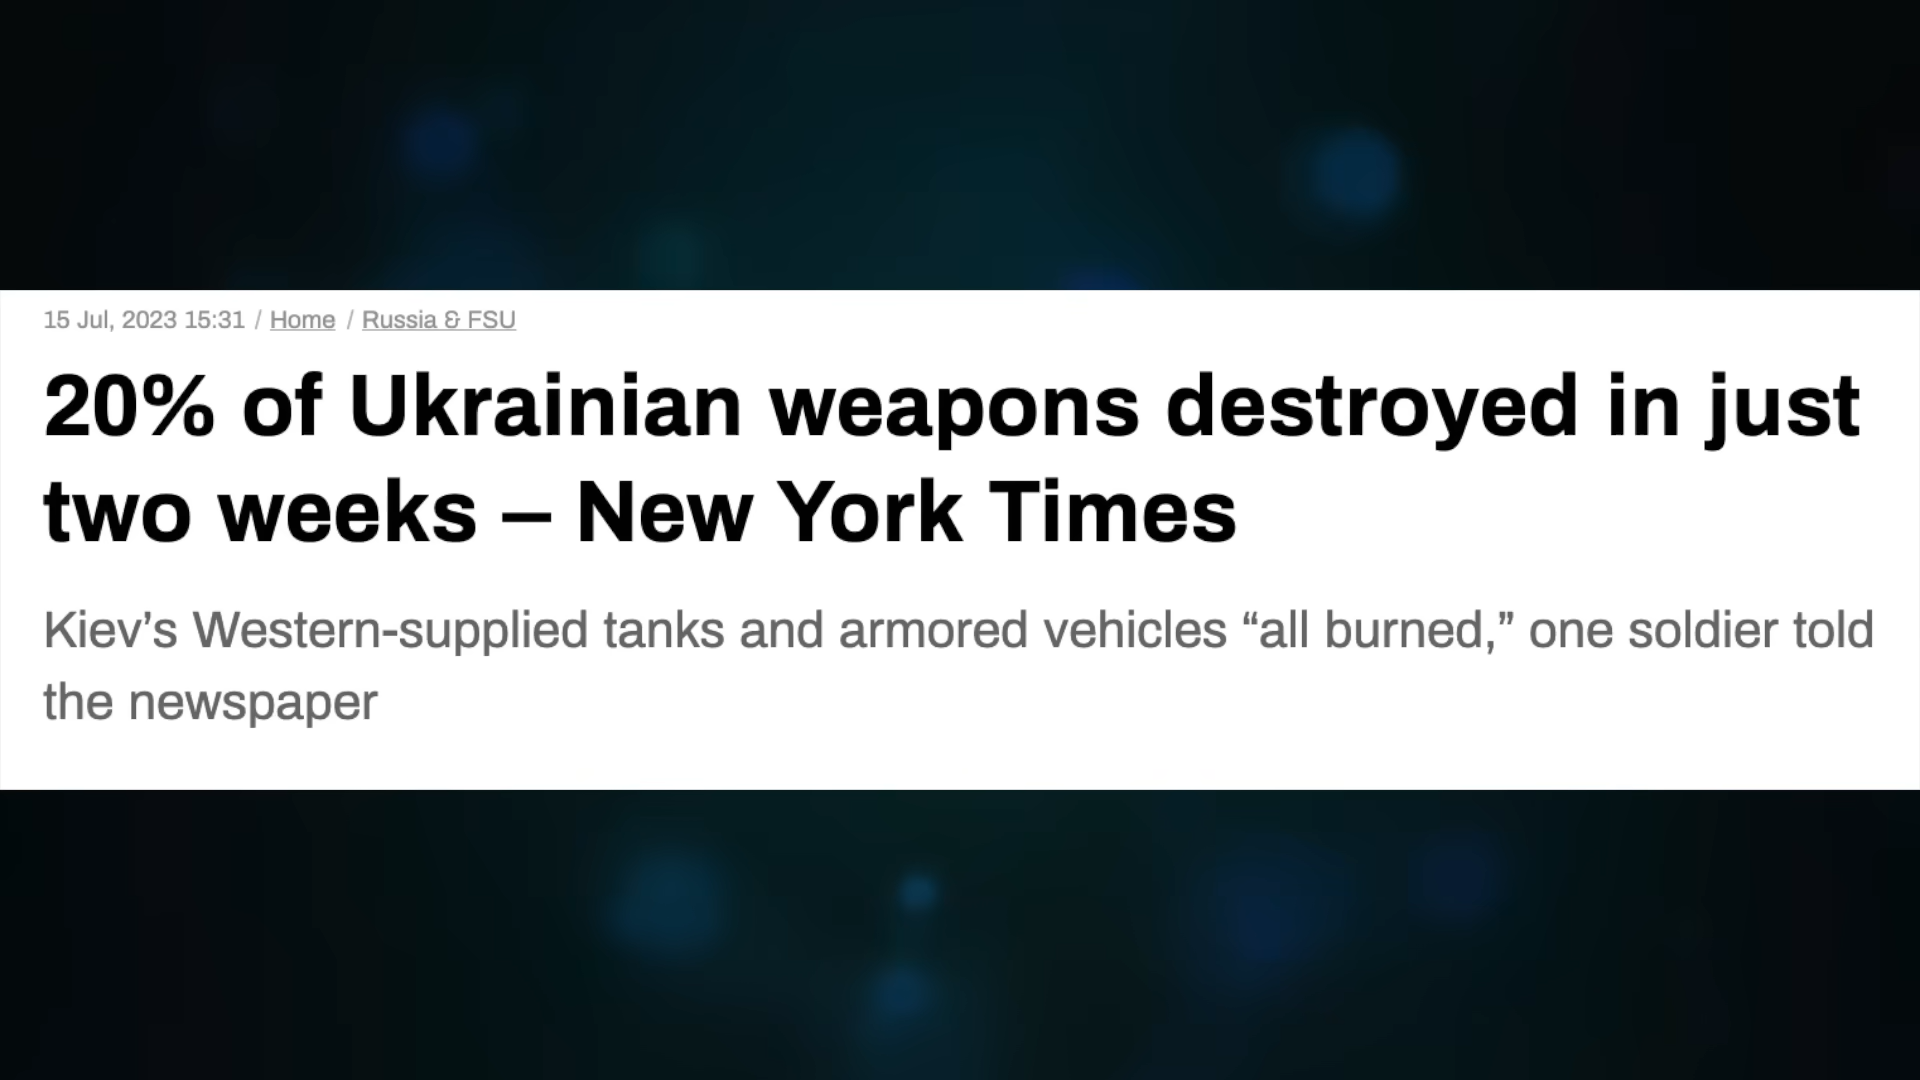 15 Jul, 2023 15:31 / Home / Russia & FSU
20% of Ukrainian weapons destroyed in just
two weeks – New York Times
Kiev’s Western-supplied tanks and armored vehicles “all burned,” one soldier told
the newspaper